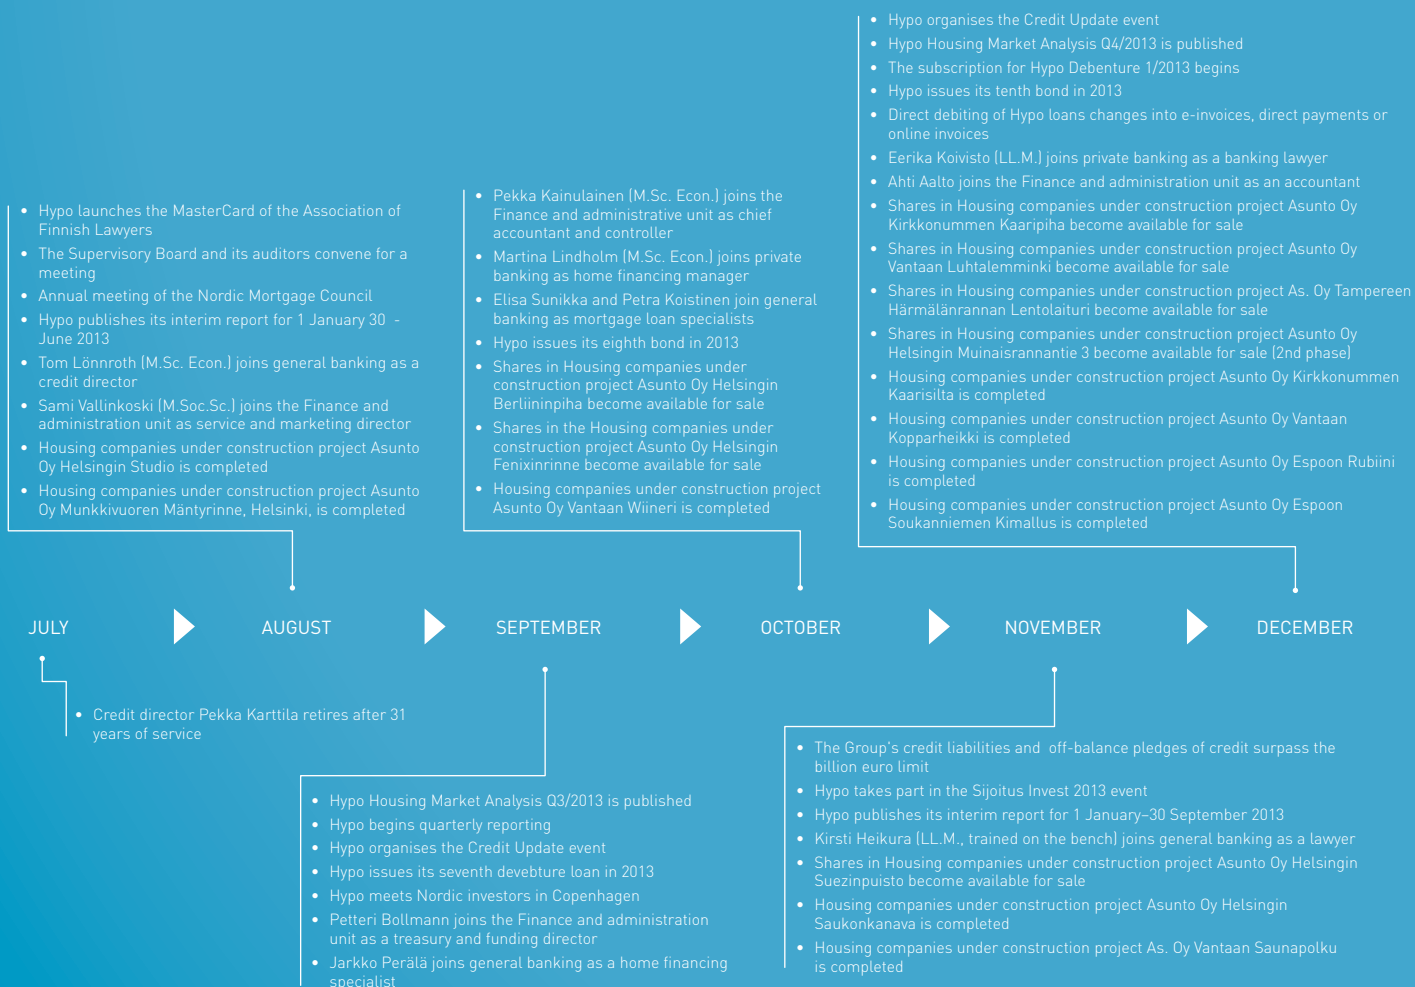 • Hypo launches the MasterCard of the Association of
Finnish Lawyers
• The Supervisory Board and its auditors convene for a
meeting
• Annual meeting of the Nordic Mortgage Council
• Hypo publishes its interim report for 1 January 30 -
June 2013
• Tom Lönnroth (M.Sc. Econ.) joins general banking as a
credit director
• Sami Vallinkoski (M.Soc.Sc.) joins the Finance and
administration unit as service and marketing director
• Housing companies under construction project Asunto
Oy Helsingin Studio is completed
• Housing companies under construction project Asunto
Oy Munkkivuoren Mäntyrinne, Helsinki, is completed
• Pekka Kainulainen (M.Sc. Econ.) joins the
Finance and administrative unit as chief
accountant and controller
• Martina Lindholm (M.Sc. Econ.) joins private
banking as home financing manager
• Elisa Sunikka and Petra Koistinen join general
banking as mortgage loan specialists
• Hypo issues its eighth bond in 2013
• Shares in Housing companies under
construction project Asunto Oy Helsingin
Berliininpiha become available for sale
• Shares in the Housing companies under
construction project Asunto Oy Helsingin
Fenixinrinne become available for sale
• Housing companies under construction project
Asunto Oy Vantaan Wiineri is completed
• Hypo organises the Credit Update event
• Hypo Housing Market Analysis Q4/2013 is published
• The subscription for Hypo Debenture 1/2013 begins
• Hypo issues its tenth bond in 2013
• Direct debiting of Hypo loans changes into e-invoices, direct payments or
online invoices
• Eerika Koivisto (LL.M.) joins private banking as a banking lawyer
• Ahti Aalto joins the Finance and administration unit as an accountant
• Shares in Housing companies under construction project Asunto Oy
Kirkkonummen Kaaripiha become available for sale
• Shares in Housing companies under construction project Asunto Oy
Vantaan Luhtalemminki become available for sale
• Shares in Housing companies under construction project As. Oy Tampereen
Härmälänrannan Lentolaituri become available for sale
• Shares in Housing companies under construction project Asunto Oy
Helsingin Muinaisrannantie 3 become available for sale (2nd phase)
• Housing companies under construction project Asunto Oy Kirkkonummen
Kaarisilta is completed
• Housing companies under construction project Asunto Oy Vantaan
Kopparheikki is completed
• Housing companies under construction project Asunto Oy Espoon Rubiini
is completed
• Housing companies under construction project Asunto Oy Espoon
Soukanniemen Kimallus is completed
JULY
AUGUST
SEPTEMBER
OCTOBER
NOVEMBER
DECEMBER
• Credit director Pekka Karttila retires after 31
years of service
• Hypo Housing Market Analysis Q3/2013 is published
• Hypo begins quarterly reporting
• Hypo organises the Credit Update event
• Hypo issues its seventh devebture loan in 2013
• Hypo meets Nordic investors in Copenhagen
• Petteri Bollmann joins the Finance and administration
unit as a treasury and funding director
• Jarkko Perälä joins general banking as a home financing
specialist
• The Group's credit liabilities and off-balance pledges of credit surpass the
billion euro limit
• Hypo takes part in the Sijoitus Invest 2013 event
• Hypo publishes its interim report for 1 January–30 September 2013
• Kirsti Heikura (LL.M., trained on the bench) joins general banking as a lawyer
• Shares in Housing companies under construction project Asunto Oy Helsingin
Suezinpuisto become available for sale
• Housing companies under construction project Asunto Oy Helsingin
Saukonkanava is completed
• Housing companies under construction project As. Oy Vantaan Saunapolku
is completed